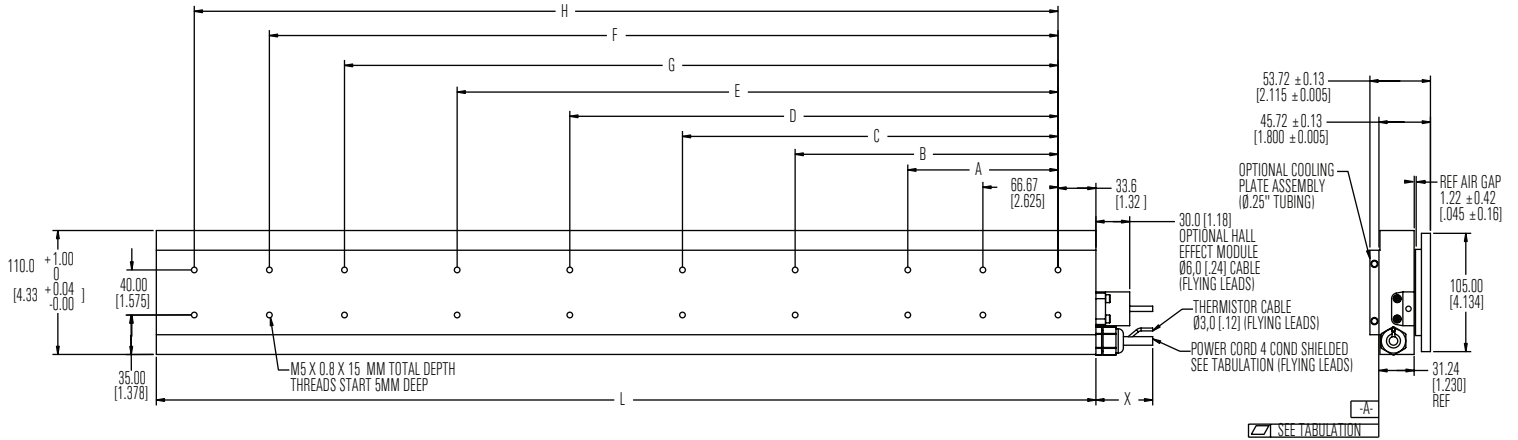 H
F
G
E
D
C
B
A
66.67
[2.625]
33.6
[1.32 ]
30.0 [1.18]
OPTIONAL HALL
EFFECT MODULE
Ø6,0 [.24] CABLE
(FLYING LEADS)
THERMISTOR CABLE
Ø3,0 [.12] (FLYING LEADS)
POWER CORD 4 COND SHIELDED
SEE TABULATION (FLYING LEADS)
110.0 +1.00
0
[4.33 +0.04
-0.00 ]
40.00
[1.575]
35.00
[1.378]
M5 X 0.8 X 15 MM TOTAL DEPTH
THREADS START 5MM DEEP
L
X
53.72 ±0.13
[2.115 ±0.005]
45.72 ±0.13
[1.800 ±0.005]
OPTIONAL COOLING
PLATE ASSEMBLY
(Ø.25" TUBING)
REF AIR GAP
1.22 ±0.42
[.045 ±0.16]
105.00
[4.134]
31.24
[1.230]
REF
-A-
SEE TABULATION